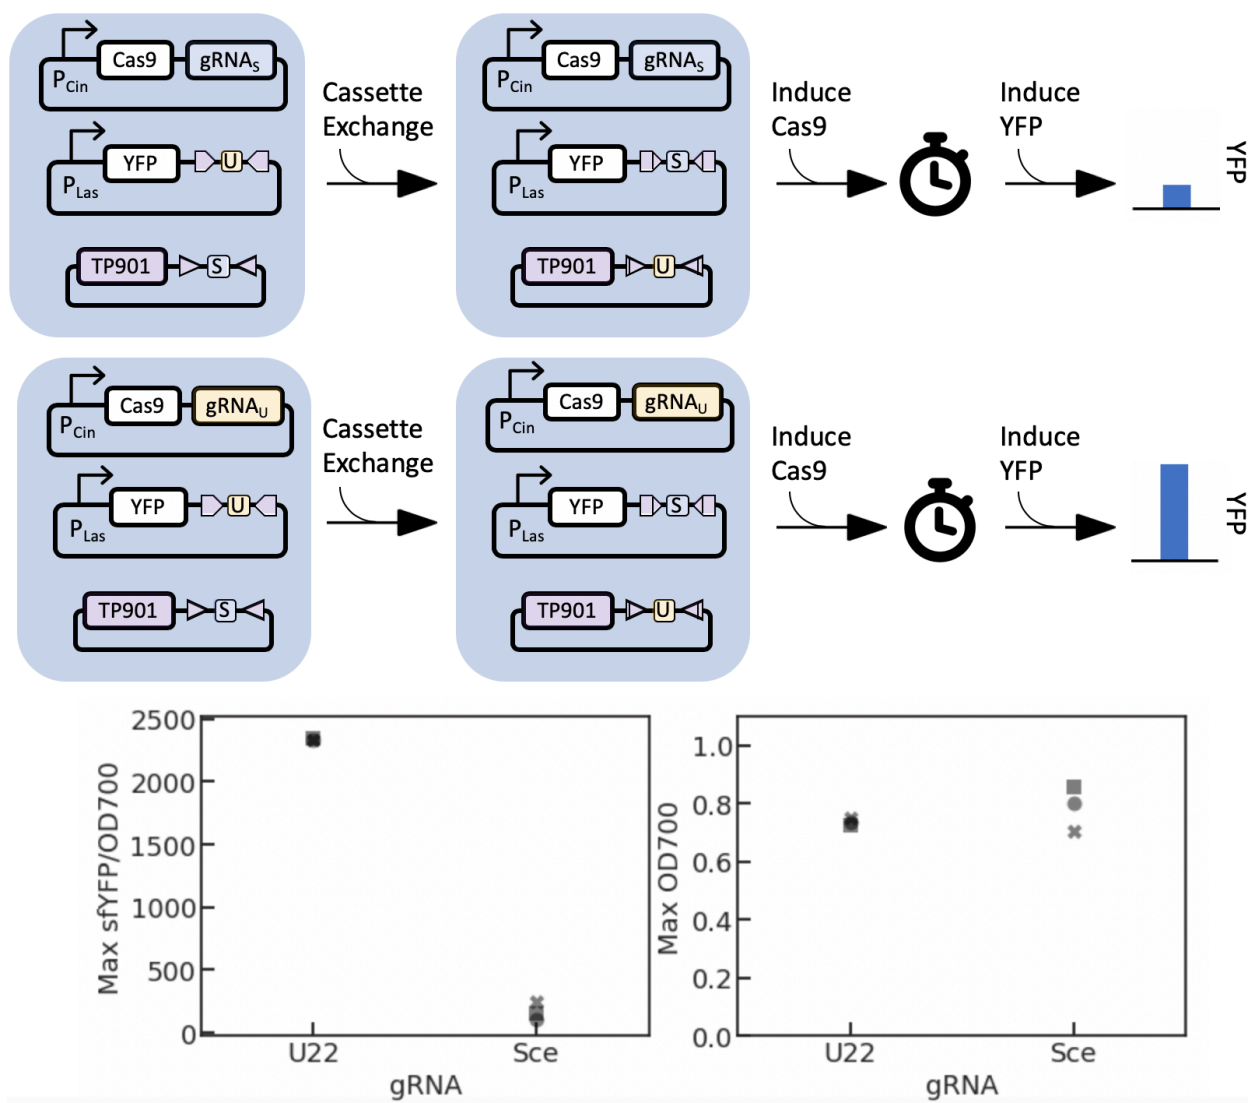 Cas9 gRNAS
PCin
YFP U
PLas
TP901 S
Cassette
Exchange
Cas9 gRNAS
PCin
YFP S
PLas
TP901 U
Induce
Cas9
Induce
YFP
YFP
Cas9 gRNAU
PCin
YFP U
PLas
TP901 S
Cassette
Exchange
Cas9 gRNAU
PCin
YFP S
PLas
TP901 U
Induce
Cas9
Induce
YFP
YFP
Max sfYFP/OD700
2500
2000
1500
1000
500
0
U22 Sce
gRNA
Max OD700
1.0
0.8
0.6
0.4
0.2
0.0
U22 Sce
gRNA